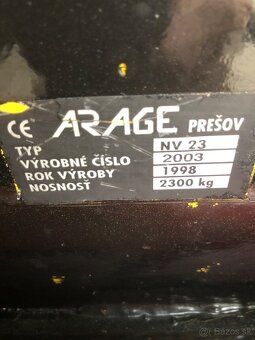 CE ARAGE PREŠOV
TYP NV 23
VÝROBNÉ ČÍSLO 2003
ROK VÝROBY 1998
NOSNOSŤ 2300 kg
© Bazos.sk